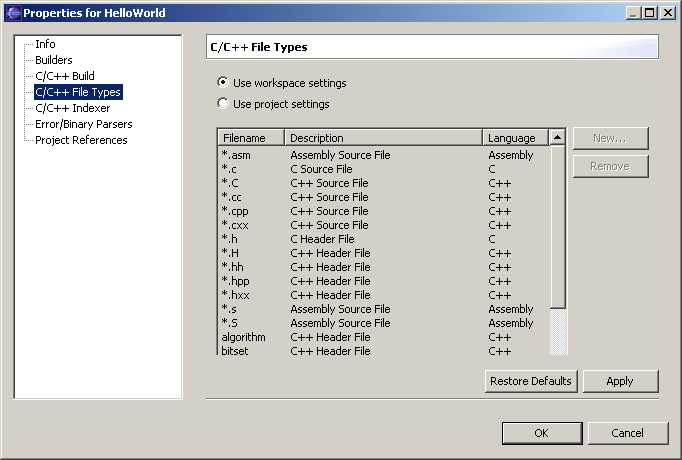 Properties for HelloWorld
Info
Builders
C/C++ Build
C/C++ File Types
C/C++ Indexer
Error/Binary Parsers
Project References
C/C++ File Types
Use workspace settings
Use project settings
Filename Description Language
*.asm Assembly Source File Assembly
*.c C Source File C
*.C C++ Source File C++
*.cc C++ Source File C++
*.cpp C++ Source File C++
*.cxx C++ Source File C++
*.h C Header File C
*.H C++ Header File C++
*.hh C++ Header File C++
*.hpp C++ Header File C++
*.hxx C++ Header File C++
*.s Assembly Source File Assembly
*.S Assembly Source File Assembly
algorithm C++ Header File C++
bitset C++ Header File C++
New...
Remove
Restore Defaults Apply
OK Cancel